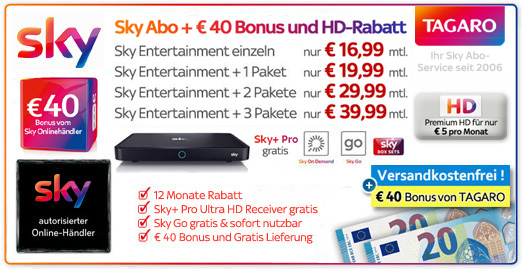 sky
Sky Abo + € 40 Bonus und HD-Rabatt
Sky Entertainment einzeln nur € 16,99 mtl.
Sky Entertainment + 1 Paket nur € 19,99 mtl.
Sky Entertainment + 2 Pakete nur € 29,99 mtl.
Sky Entertainment + 3 Pakete nur € 39,99 mtl.
TAGARO
Ihr Sky Abo-
Service seit 2006
€40
Bonus vom
Sky Onlinehändler
HD
Premium HD für nur
€ 5 pro Monat
sky
Sky+ Pro
gratis
Sky On Demand
go
Sky Go
sky
BOX SETS
sky
autorisierter
Online-Händler
12 Monate Rabatt
Sky+ Pro Ultra HD Receiver gratis
Sky Go gratis & sofort nutzbar
€ 40 Bonus und Gratis Lieferung
Versandkostenfrei !
+ € 40 Bonus von TAGARO
20
20